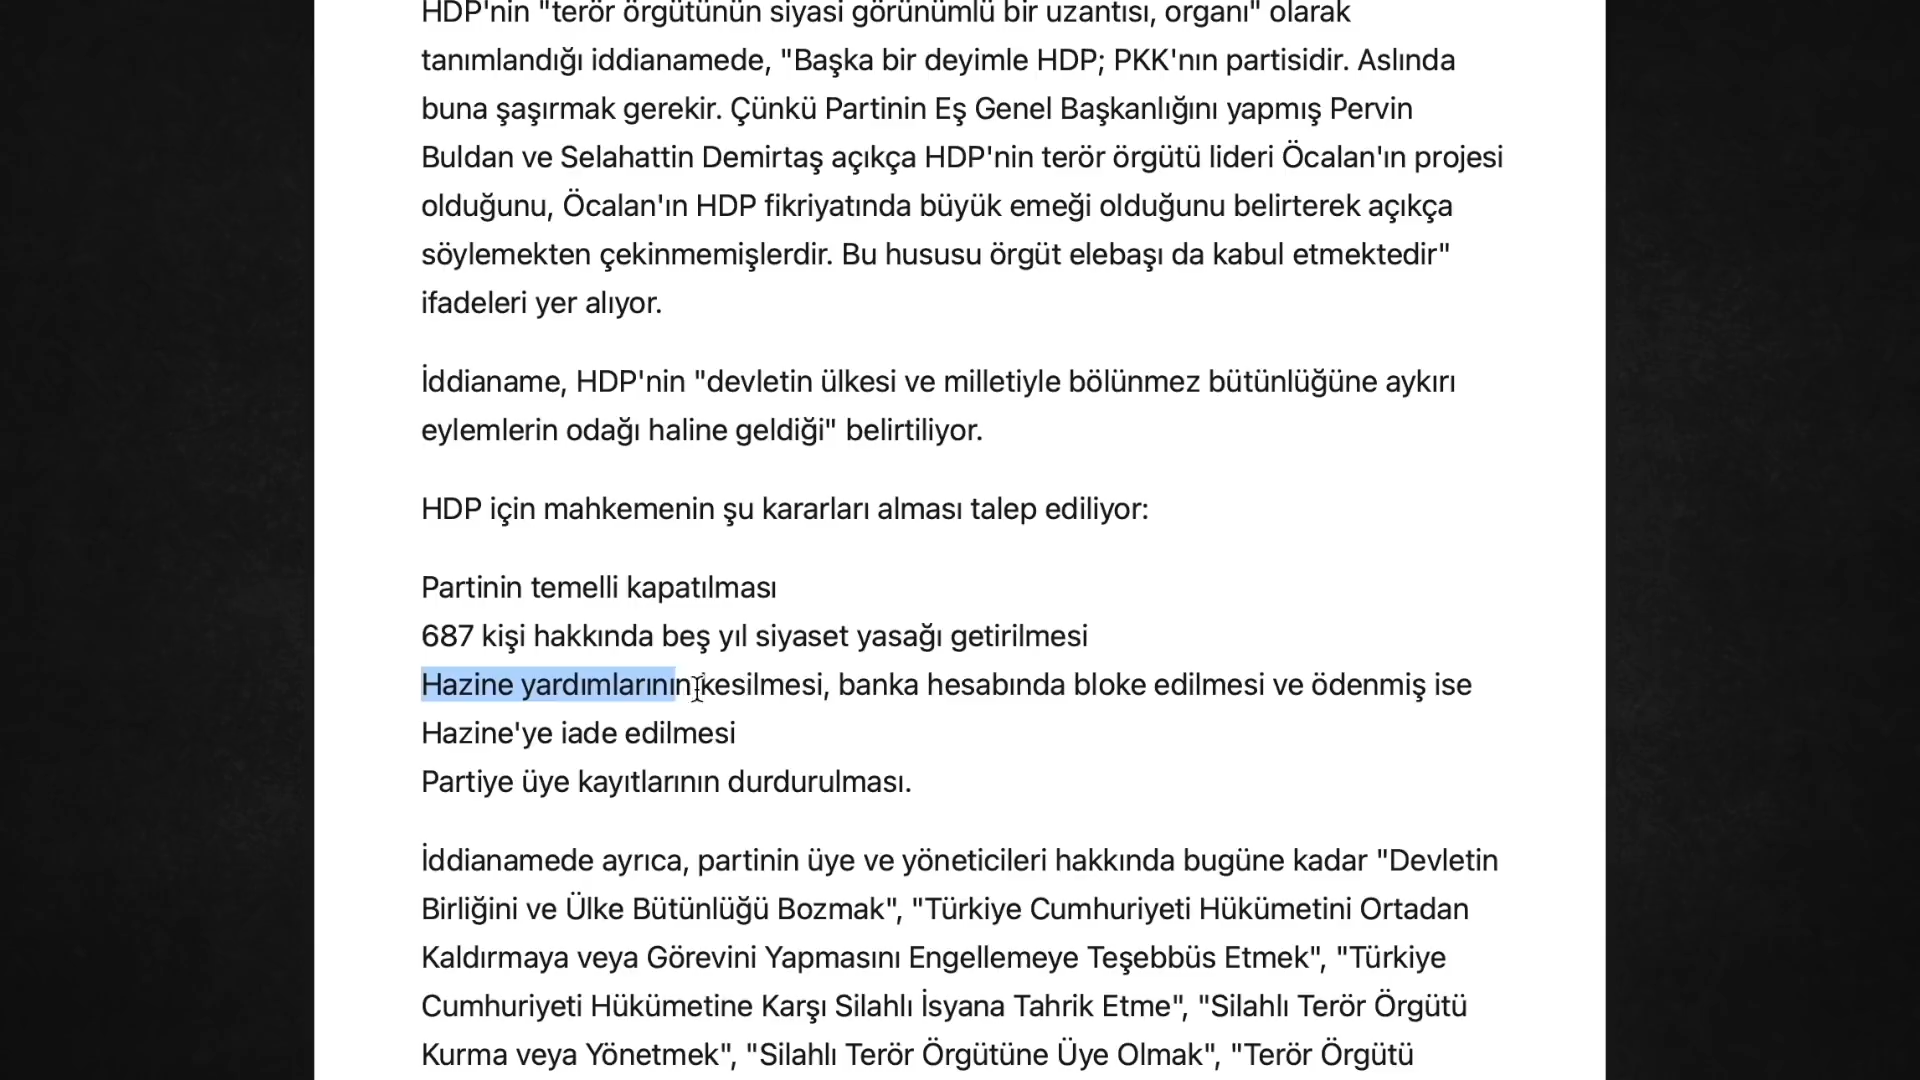 HDP'nin "terör örgütünün siyasi görünümlü bir uzantısı, organı" olarak
tanımlandığı iddianamede, "Başka bir deyimle HDP; PKK'nın partisidir. Aslında
buna şaşırmak gerekir. Çünkü Partinin Eş Genel Başkanlığını yapmış Pervin
Buldan ve Selahattin Demirtaş açıkça HDP'nin terör örgütü lideri Öcalan'ın projesi
olduğunu, Öcalan'ın HDP fikriyatında büyük emeği olduğunu belirterek açıkça
söylemekten çekinmemişlerdir. Bu hususu örgüt elebaşı da kabul etmektedir"
ifadeleri yer alıyor.
İddianame, HDP'nin "devletin ülkesi ve milletiyle bölünmez bütünlüğüne aykırı
eylemlerin odağı haline geldiği" belirtiliyor.
HDP için mahkemenin şu kararları alması talep ediliyor:
Partinin temelli kapatılması
687 kişi hakkında beş yıl siyaset yasağı getirilmesi
Hazine yardımlarının kesilmesi, banka hesabında bloke edilmesi ve ödenmiş ise
Hazine'ye iade edilmesi
Partiye üye kayıtlarının durdurulması.
İddianamede ayrıca, partinin üye ve yöneticileri hakkında bugüne kadar "Devletin
Birliğini ve Ülke Bütünlüğü Bozmak", "Türkiye Cumhuriyeti Hükümetini Ortadan
Kaldırmaya veya Görevini Yapmasını Engellemeye Teşebbüs Etmek", "Türkiye
Cumhuriyeti Hükümetine Karşı Silahlı İsyana Tahrik Etme", "Silahlı Terör Örgütü
Kurma veya Yönetmek", "Silahlı Terör Örgütüne Üye Olmak", "Terör Örgütü